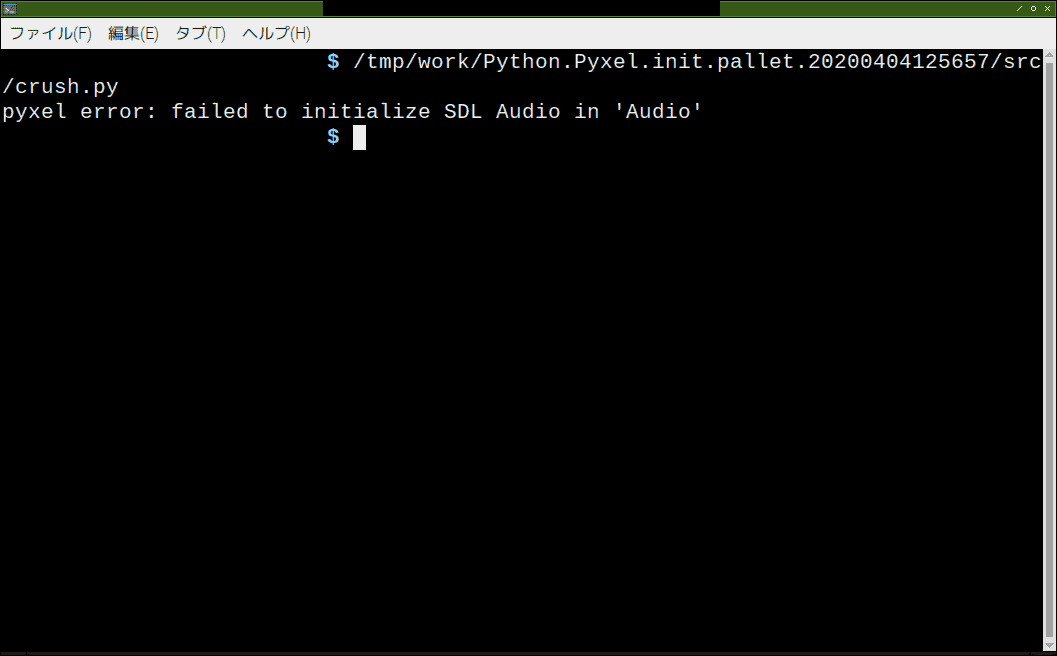 ファイル(F) 編集(E) タブ(T) ヘルプ(H)
$ /tmp/work/Python.Pyxel.init.pallet.20200404125657/src
/crush.py
pyxel error: failed to initialize SDL Audio in 'Audio'
$